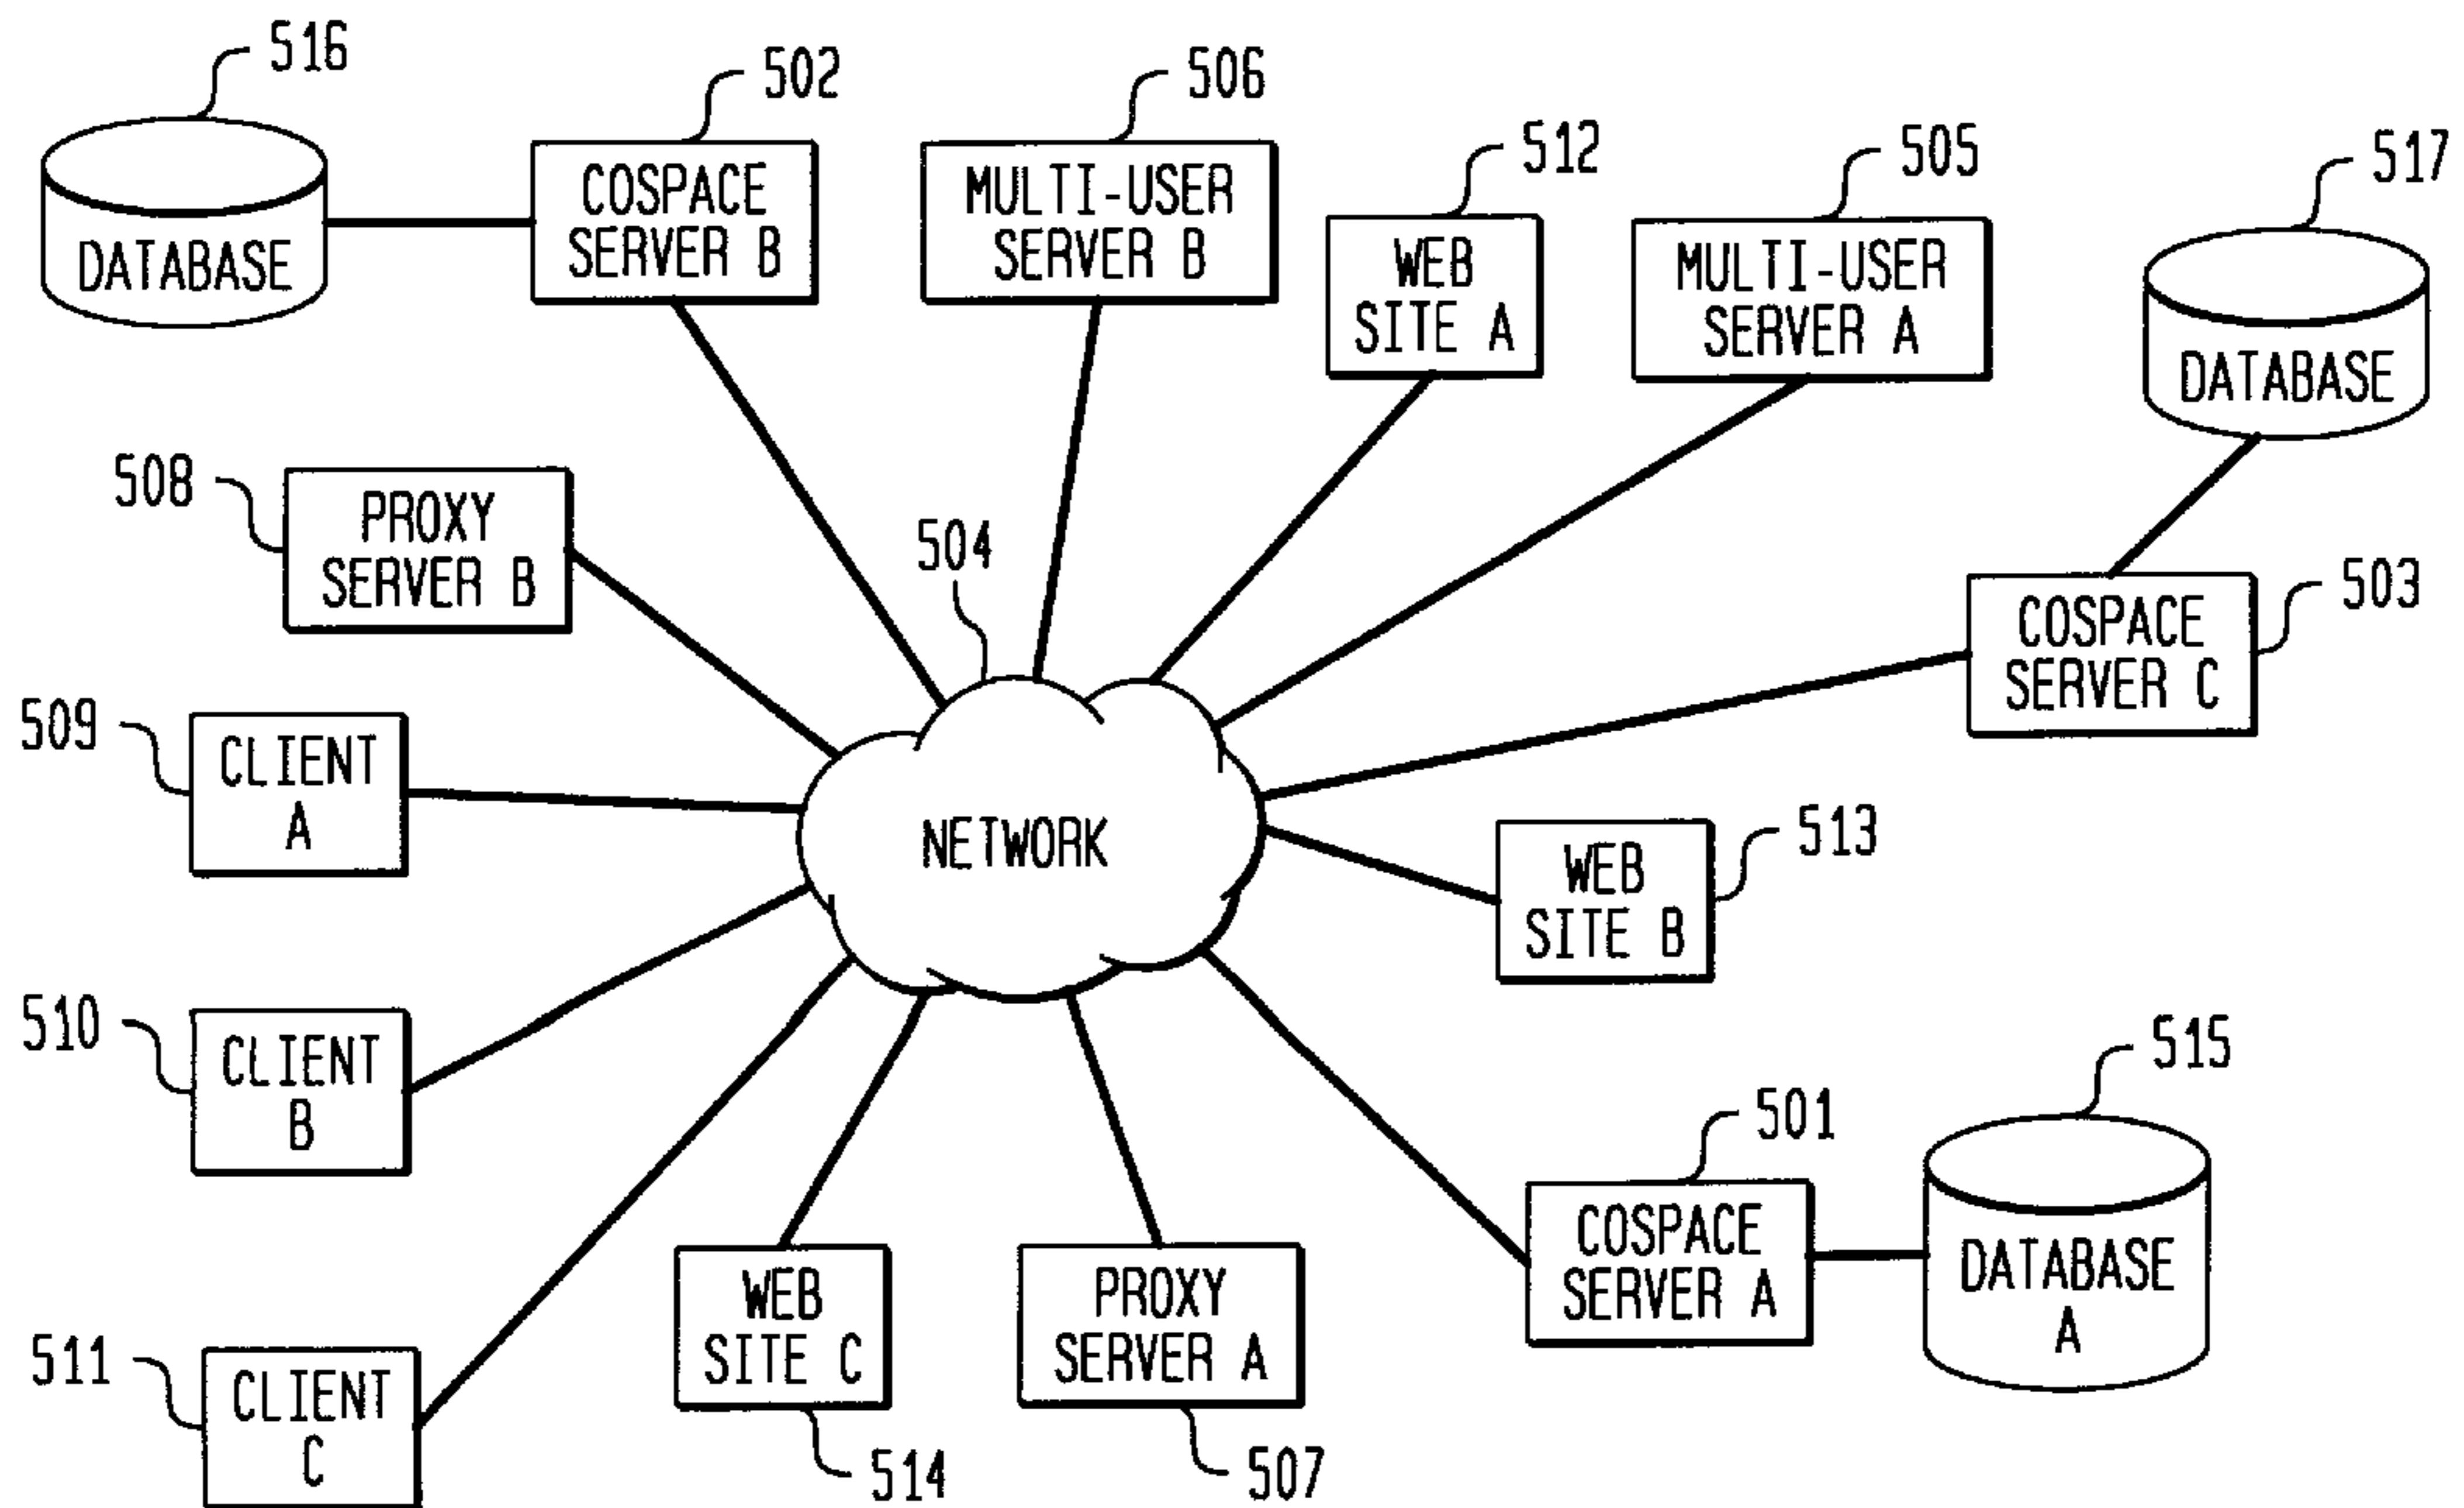 516
502
506
512
505
517
COSPACE
SERVER B
MULTI-USER
SERVER B
WEB
SITE A
MULTI-USER
SERVER A
DATABASE
DATABASE
508
PROXY
SERVER B
504
503
COSPACE
SERVER C
509
CLIENT
A
NETWORK
513
WEB
SITE B
510
CLIENT
B
515
501
COSPACE
SERVER A
DATABASE
A
511
CLIENT
C
WEB
SITE C
PROXY
SERVER A
514
507